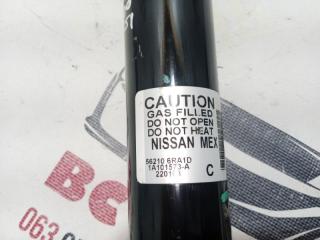 CAUTION
GAS FILLED
DO NOT OPEN
DO NOT HEAT
NISSAN MEX
56210 6RA1D
1A101573-A
C
BC
063